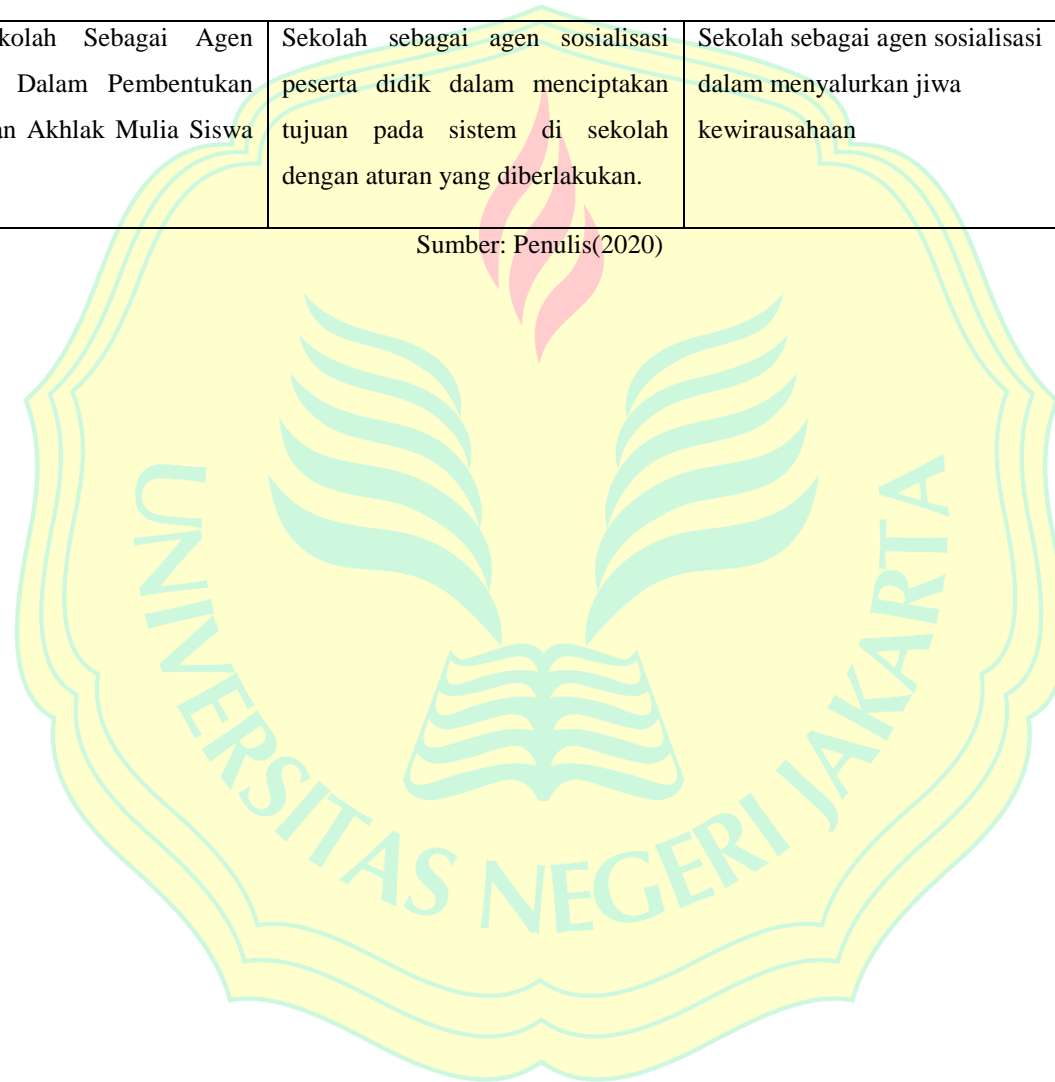 Sebagai Agen
Dalam Pembentukan
Akhlak Mulia Siswa
Sekolah sebagai agen sosialisasi
peserta didik dalam menciptakan
tujuan pada sistem di sekolah
dengan aturan yang diberlakukan.
Sekolah sebagai agen sosialisasi
dalam menyalurkan jiwa
kewirausahaan
Sumber: Penulis(2020)
UNIVERSITAS NEGERI JAKARTA